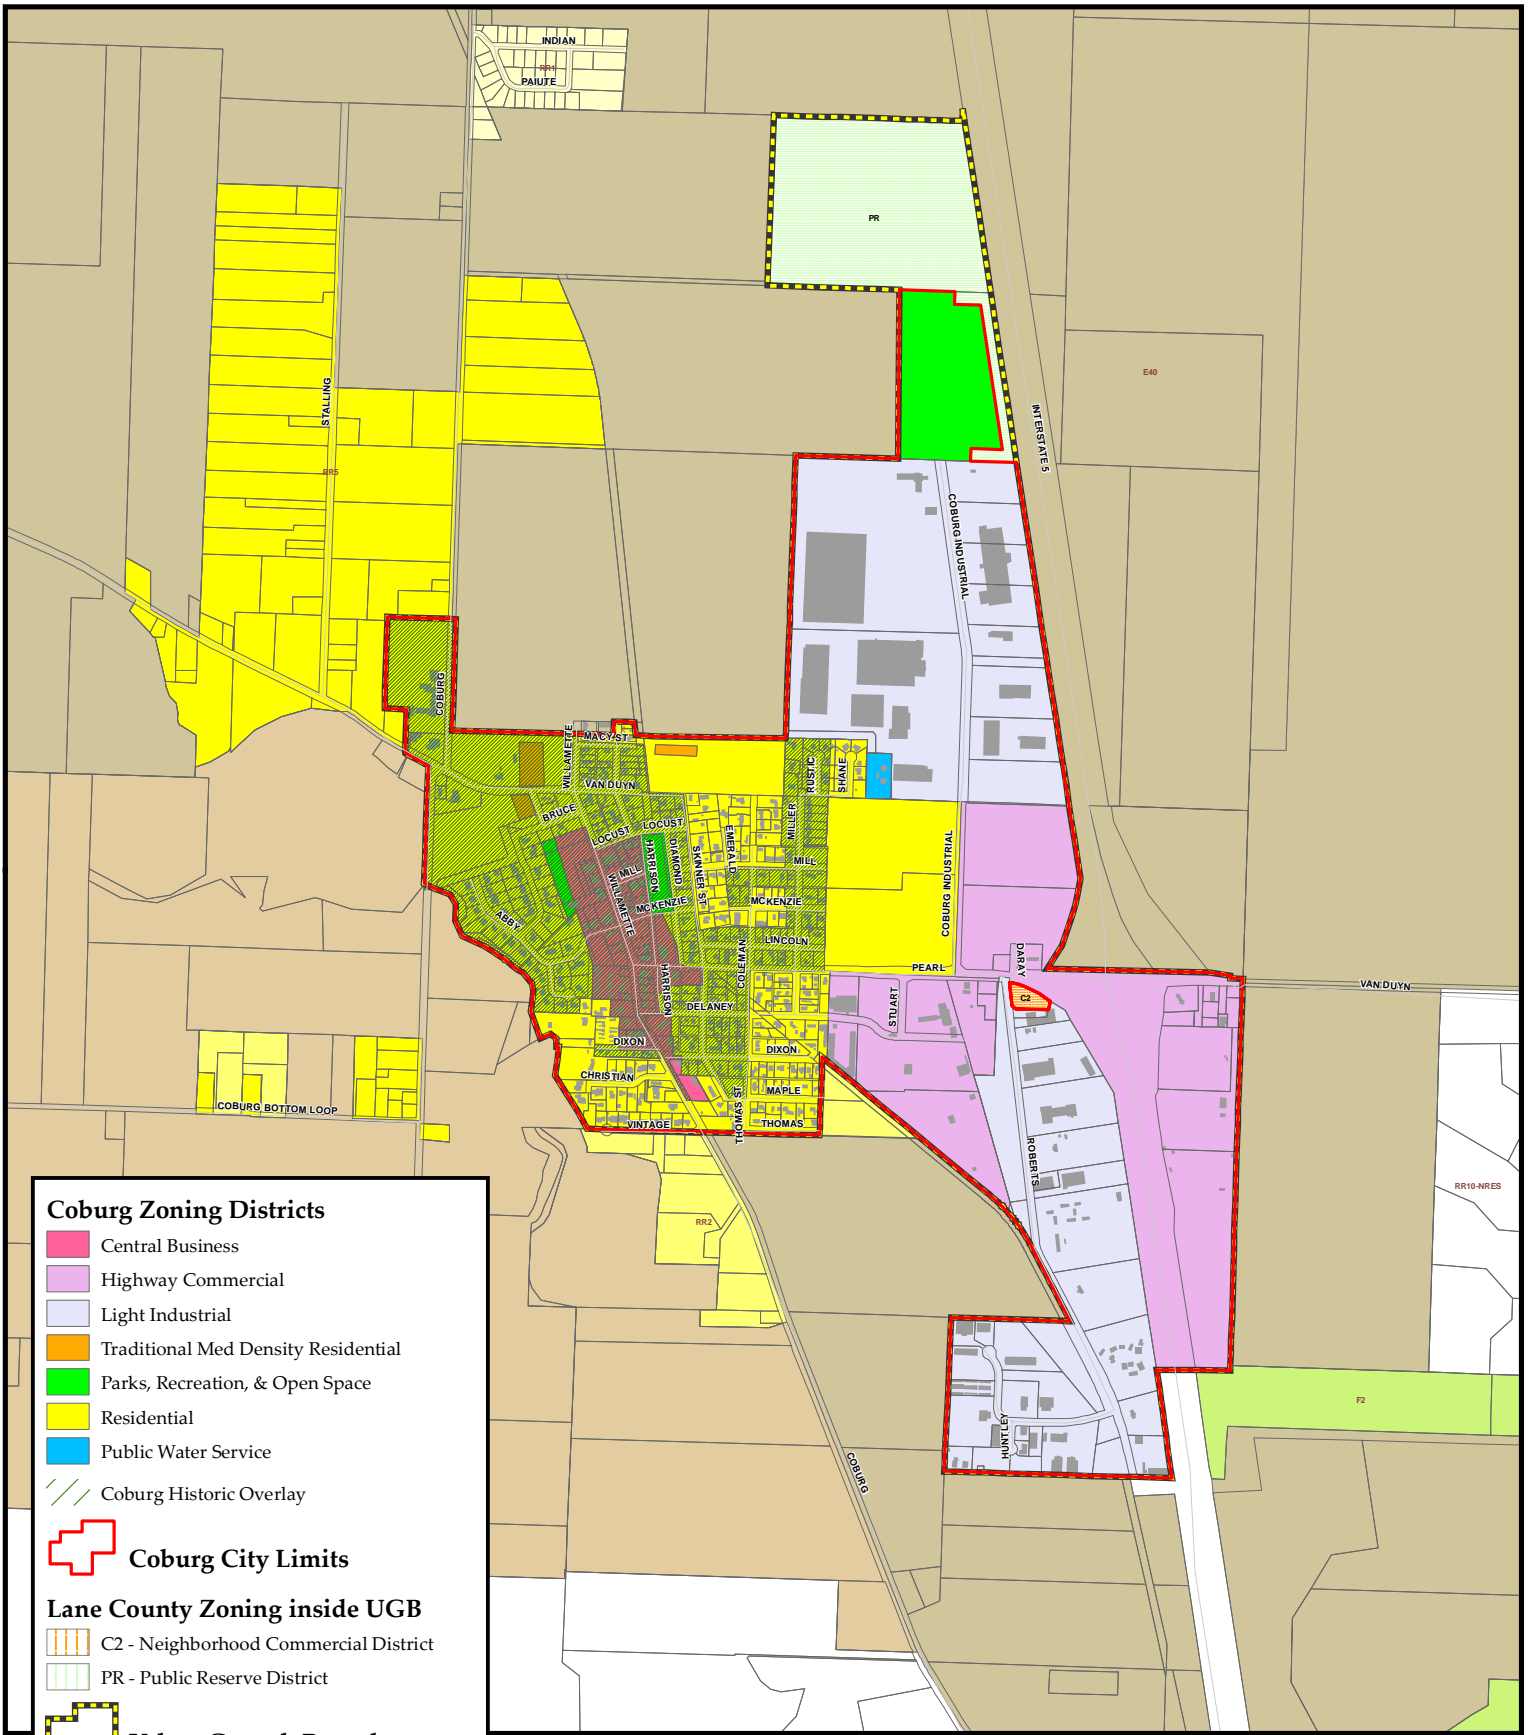 INDIAN
RR1
PAIUTE
PR
E40
STALLING
INTERSTATE 5
RR5
COBURG INDUSTRIAL
COBURG
WILLAMETTE
MACY ST
VAN DUYN
RUSTIC
SHANE
BRUCE
LOCUST
LOCUST
HARRISON
DIAMOND
SKINNER ST
EMERALD
MILLER
MILL
MILL
COBURG INDUSTRIAL
WILLAMETTE
MCKENZIE
MCKENZIE
ABBY
LINCOLN
COLEMAN
PEARL
DARAY
HARRISON
VAN DUYN
C2
STUART
DELANEY
DIXON
DIXON
CHRISTIAN
MAPLE
THOMAS ST
COBURG BOTTOM LOOP
VINTAGE
THOMAS
ROBERTS
RR10-NRES
RR2
F2
HUNTLEY
COBURG
Coburg Zoning Districts
Central Business
Highway Commercial
Light Industrial
Traditional Med Density Residential
Parks, Recreation, & Open Space
Residential
Public Water Service
Coburg Historic Overlay
Coburg City Limits
Lane County Zoning inside UGB
C2 - Neighborhood Commercial District
PR - Public Reserve District